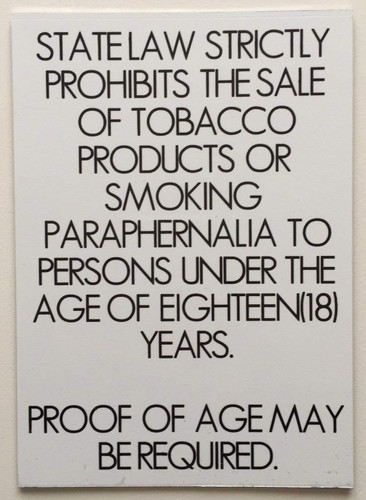 STATE LAW STRICTLY
PROHIBITS THE SALE
OF TOBACCO
PRODUCTS OR
SMOKING
PARAPHERNALIA TO
PERSONS UNDER THE
AGE OF EIGHTEEN(18)
YEARS.
PROOF OF AGE MAY
BE REQUIRED.